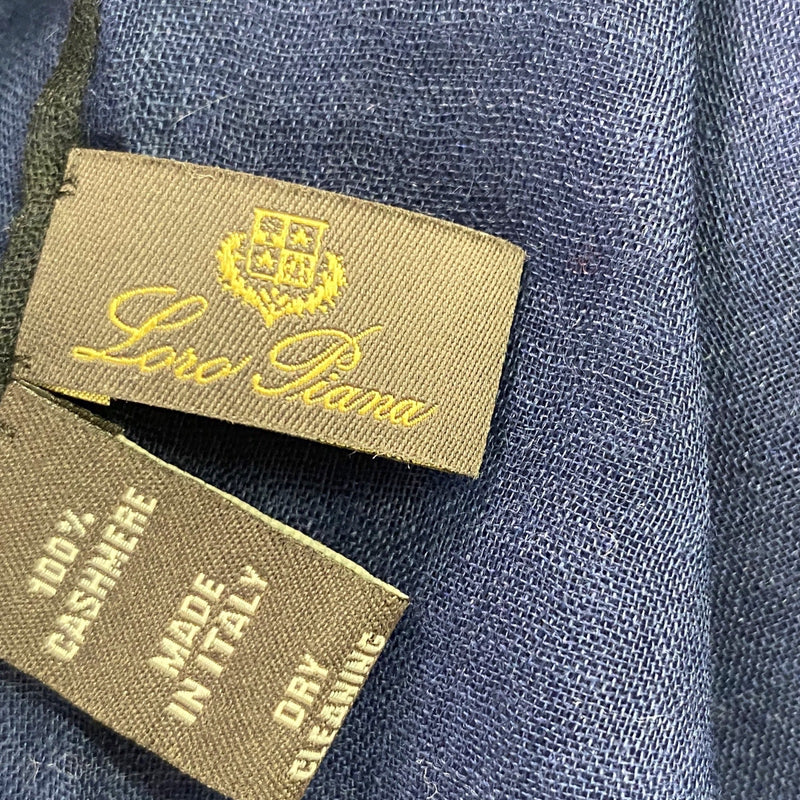 Loro Piana
100%
CASHMERE
MADE
IN ITALY
DRY
CLEANING